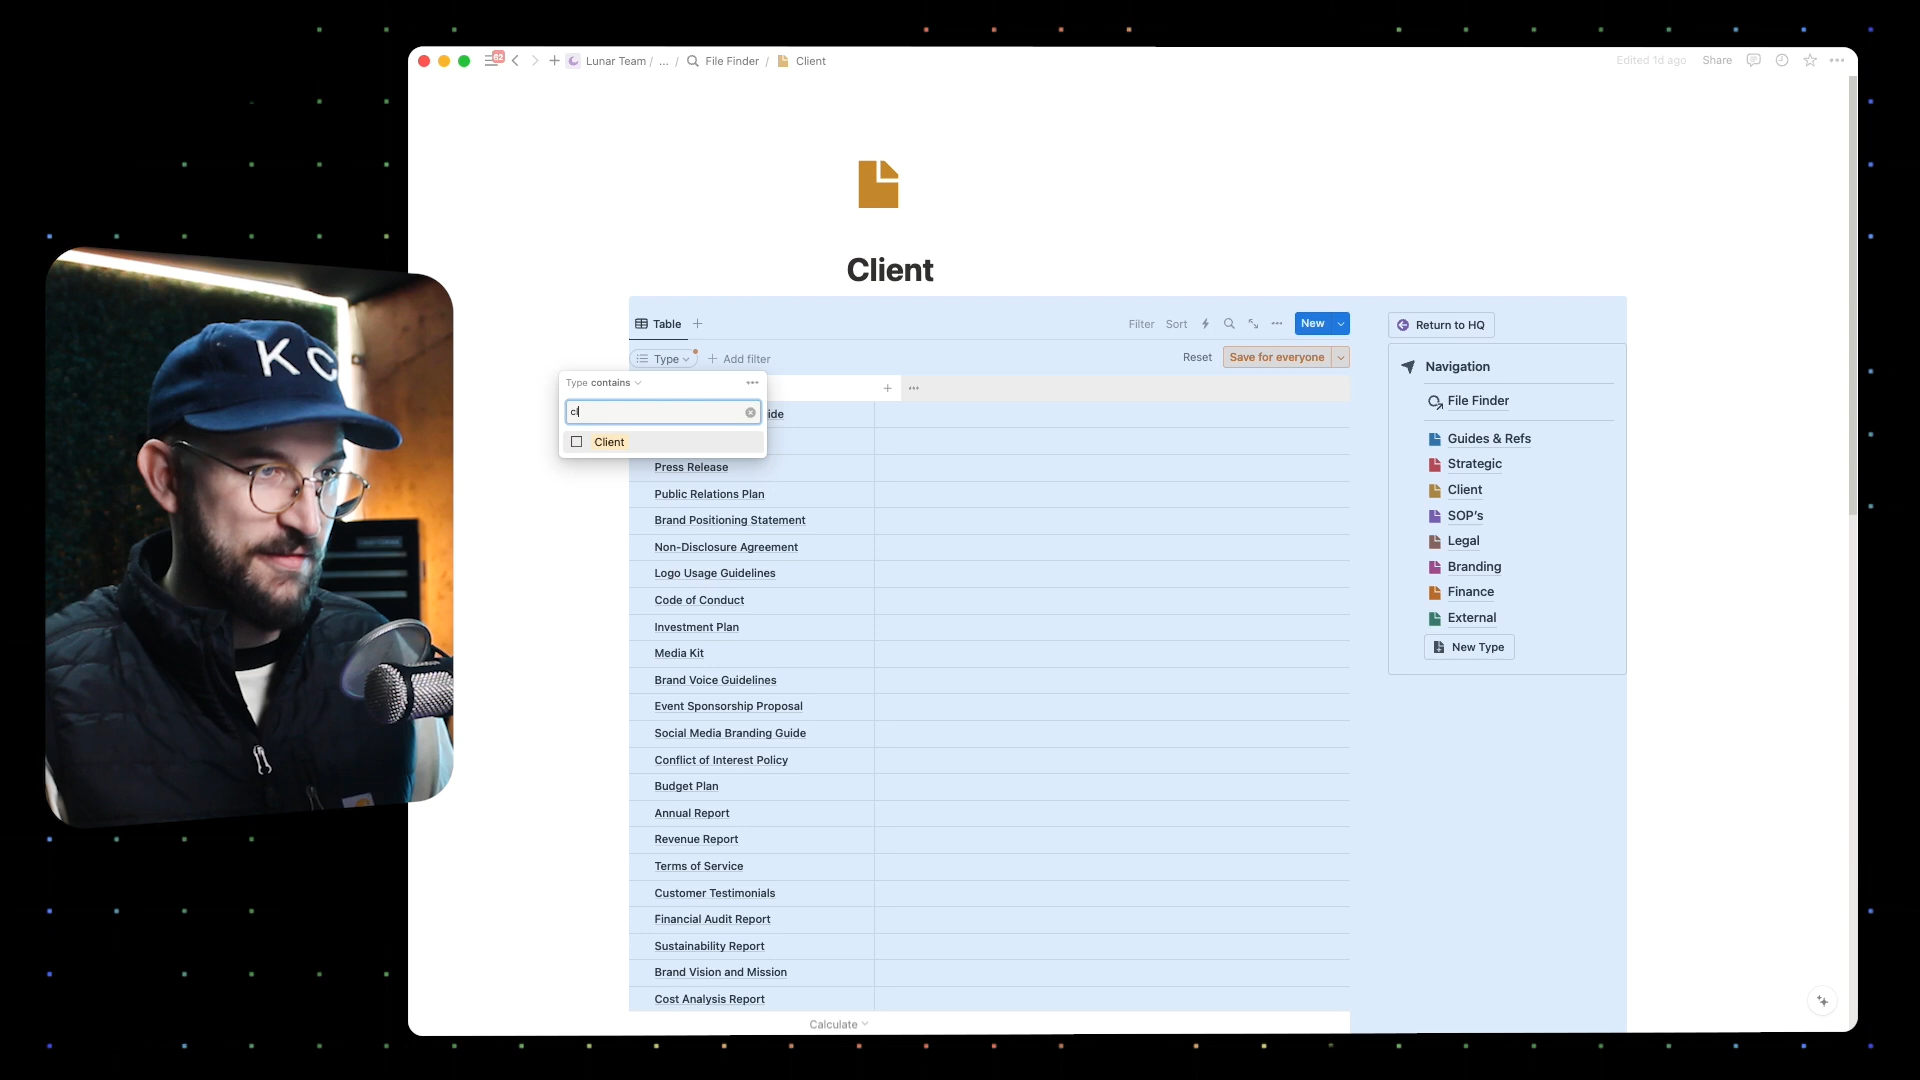 82
Lunar Team / ... / File Finder / Client
Edited 1d ago Share
Client
Table
Filter Sort New
Type Add filter
Reset Save for everyone
Type contains
cl
Client
ide
Press Release
Public Relations Plan
Brand Positioning Statement
Non-Disclosure Agreement
Logo Usage Guidelines
Code of Conduct
Investment Plan
Media Kit
Brand Voice Guidelines
Event Sponsorship Proposal
Social Media Branding Guide
Conflict of Interest Policy
Budget Plan
Annual Report
Revenue Report
Terms of Service
Customer Testimonials
Financial Audit Report
Sustainability Report
Brand Vision and Mission
Cost Analysis Report
Calculate
Return to HQ
Navigation
File Finder
Guides & Refs
Strategic
Client
SOP's
Legal
Branding
Finance
External
New Type
KC